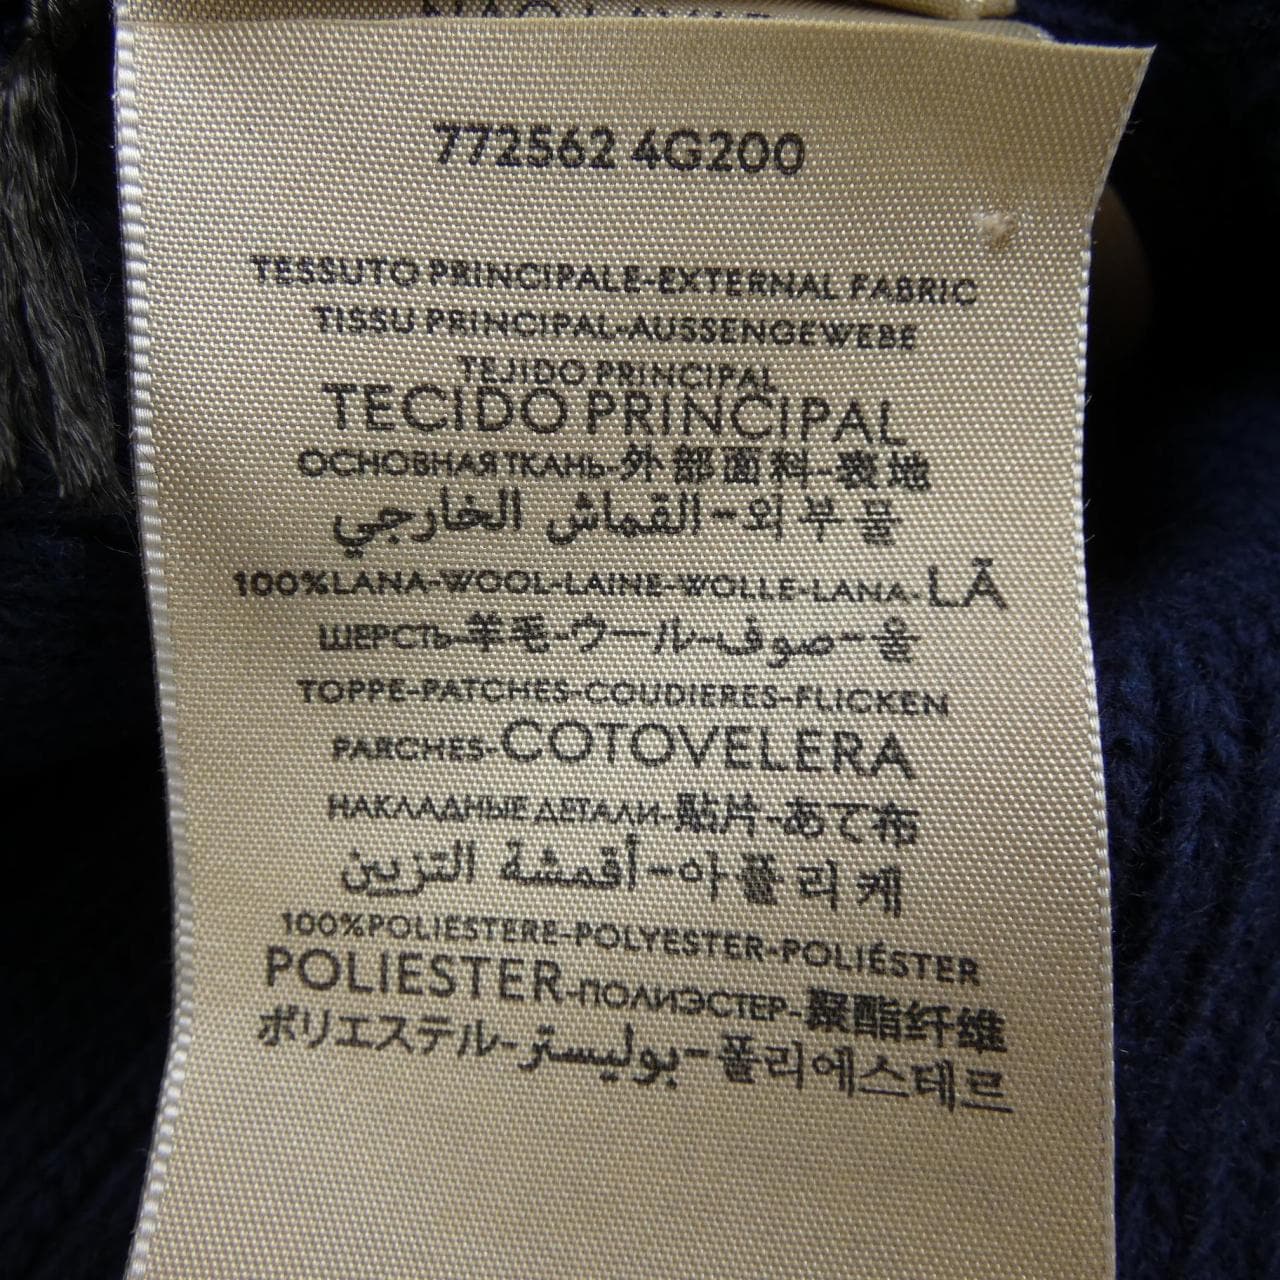 772562 4G200
TESSUTO PRINCIPALE-EXTERNAL FABRIC
TISSU PRINCIPAL-AUSSENGEWEBE
TEJIDO PRINCIPAL
TECIDO PRINCIPAL
ОСНОВНАЯ ТКАНЬ-外部面料-表地
القماش الخارجي-외부물
100%LANA-WOOL-LAINE-WOLLE-LANA-LÃ
ШЕРСТЬ-羊毛-ウール-صوف-울
TOPPE-PATCHES-COUDIERES-FLICKEN
PARCHES-COTOVELERA
НАКЛАДНЫЕ ДЕТАЛИ-貼片-あて布
أقمشة التزيين-아플리케
100%POLIESTERE-POLYESTER-POLIÉSTER
POLIESTER-ПОЛИЭСТЕР-聚酯纤维
ポリエステル-بوليستر-폴리에스테르